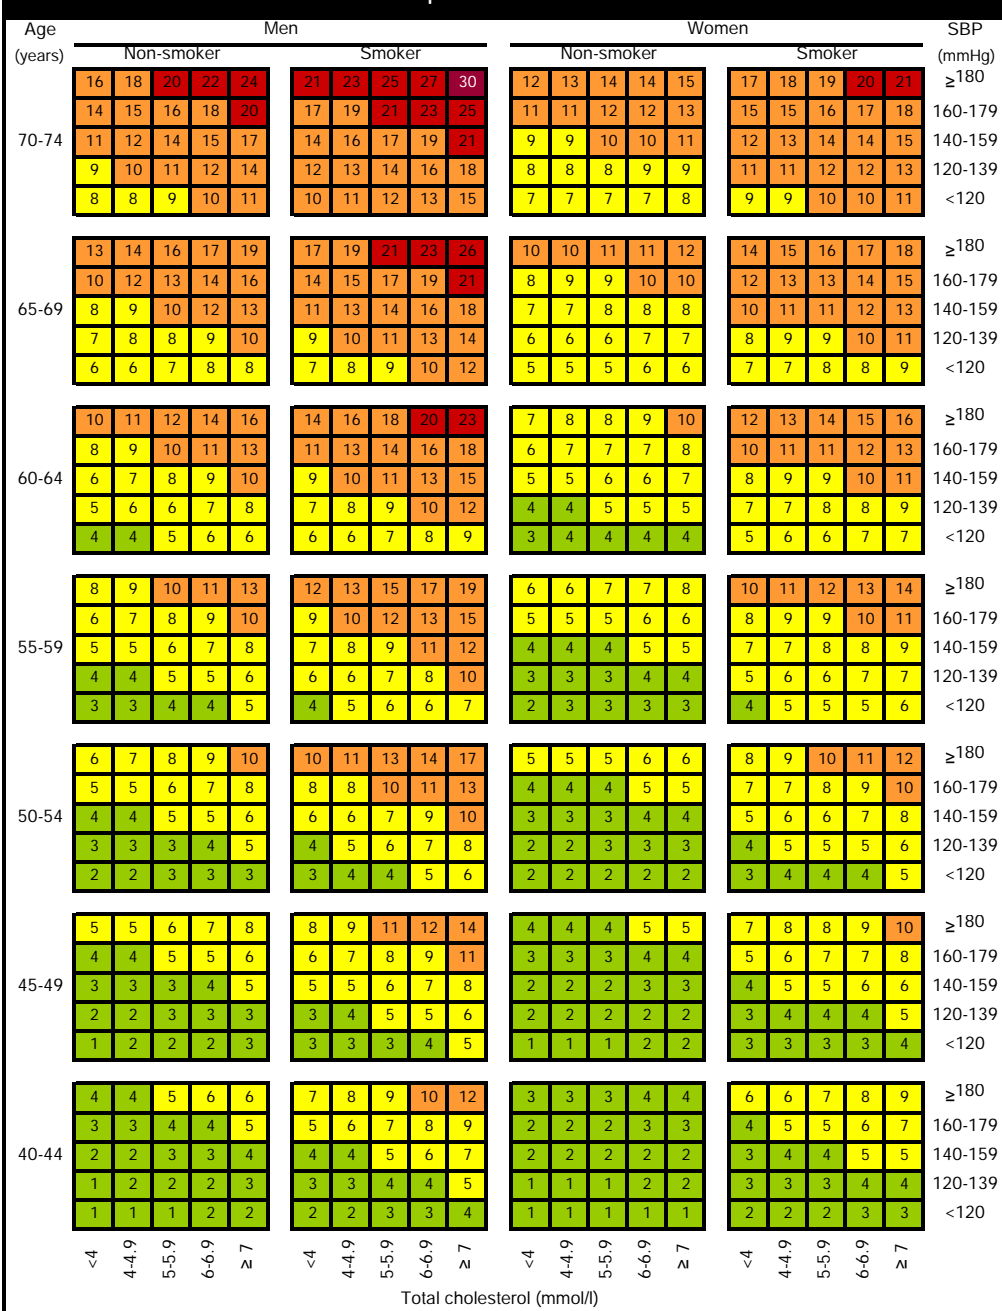 Age Men Women SBP
(years) Non-smoker Smoker Non-smoker Smoker (mmHg)
16 18 20 22 24 21 23 25 27 30 12 13 14 14 15 17 18 19 20 21 ≥180
14 15 16 18 20 17 19 21 23 25 11 11 12 12 13 15 15 16 17 18 160-179
70-74 11 12 14 15 17 14 16 17 19 21 9 9 10 10 11 12 13 14 14 15 140-159
9 10 11 12 14 12 13 14 16 18 8 8 8 9 9 11 11 12 12 13 120-139
8 8 9 10 11 10 11 12 13 15 7 7 7 7 8 9 9 10 10 11 <120
13 14 16 17 19 17 19 21 23 26 10 10 11 11 12 14 15 16 17 18 ≥180
10 12 13 14 16 14 15 17 19 21 8 9 9 10 10 12 13 13 14 15 160-179
65-69 8 9 10 12 13 11 13 14 16 18 7 7 8 8 8 10 11 11 12 13 140-159
7 8 8 9 10 9 10 11 13 14 6 6 6 7 7 8 9 9 10 11 120-139
6 6 7 8 8 7 8 9 10 12 5 5 5 6 6 7 7 8 8 9 <120
10 11 12 14 16 14 16 18 20 23 7 8 8 9 10 12 13 14 15 16 ≥180
8 9 10 11 13 11 13 14 16 18 6 7 7 7 8 10 11 11 12 13 160-179
60-64 6 7 8 9 10 9 10 11 13 15 5 5 6 6 7 8 9 9 10 11 140-159
5 6 6 7 8 7 8 9 10 12 4 4 5 5 5 7 7 8 8 9 120-139
4 4 5 6 6 6 6 7 8 9 3 4 4 4 4 5 6 6 7 7 <120
8 9 10 11 13 12 13 15 17 19 6 6 7 7 8 10 11 12 13 14 ≥180
6 7 8 9 10 9 10 12 13 15 5 5 5 6 6 8 9 9 10 11 160-179
55-59 5 5 6 7 8 7 8 9 11 12 4 4 4 5 5 7 7 8 8 9 140-159
4 4 5 5 6 6 6 7 8 10 3 3 3 4 4 5 6 6 7 7 120-139
3 3 4 4 5 4 5 6 6 7 2 3 3 3 3 4 5 5 5 6 <120
6 7 8 9 10 10 11 13 14 17 5 5 5 6 6 8 9 10 11 12 ≥180
5 5 6 7 8 8 8 10 11 13 4 4 4 5 5 7 7 8 9 10 160-179
50-54 4 4 5 5 6 6 6 7 9 10 3 3 3 4 4 5 6 6 7 8 140-159
3 3 3 4 5 4 5 6 7 8 2 2 3 3 3 4 5 5 5 6 120-139
2 2 3 3 3 3 4 4 5 6 2 2 2 2 2 3 4 4 4 5 <120
5 5 6 7 8 8 9 11 12 14 4 4 4 5 5 7 8 8 9 10 ≥180
4 4 5 5 6 6 7 8 9 11 3 3 3 4 4 5 6 7 7 8 160-179
45-49 3 3 3 4 5 5 5 6 7 8 2 2 2 3 3 4 5 5 6 6 140-159
2 2 3 3 3 3 4 5 5 6 2 2 2 2 2 3 4 4 4 5 120-139
1 2 2 2 3 3 3 3 4 5 1 1 1 2 2 3 3 3 3 4 <120
4 4 5 6 6 7 8 9 10 12 3 3 3 4 4 6 6 7 8 9 ≥180
3 3 4 4 5 5 6 7 8 9 2 2 2 3 3 4 5 5 6 7 160-179
40-44 2 2 3 3 4 4 4 5 6 7 2 2 2 2 2 3 4 4 5 5 140-159
1 2 2 2 3 3 3 4 4 5 1 1 1 2 2 3 3 3 4 4 120-139
1 1 1 2 2 2 2 3 3 4 1 1 1 1 1 2 2 2 3 3 <120
<4 4-4.9 5-5.9 6-6.9 ≥ 7 <4 4-4.9 5-5.9 6-6.9 ≥ 7 <4 4-4.9 5-5.9 6-6.9 ≥ 7 <4 4-4.9 5-5.9 6-6.9 ≥ 7
Total cholesterol (mmol/l)